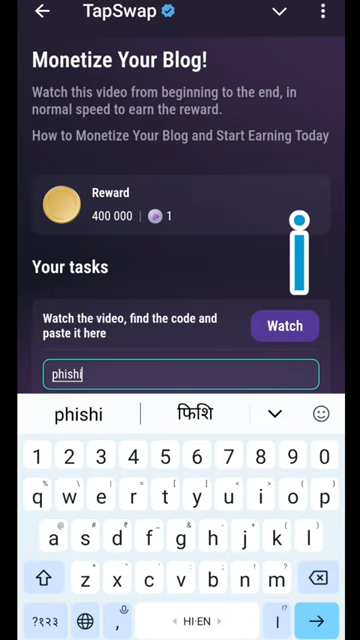 TapSwap
Monetize Your Blog!
Watch this video from beginning to the end, in
normal speed to earn the reward.
How to Monetize Your Blog and Start Earning Today
Reward
400 000 | 1
i
Your tasks
Watch the video, find the code and
paste it here
Watch
phishi
phishi फिशि
1 2 3 4 5 6 7 8 9 0
q w e r t y u i o p
a s d f g h j k l
z x c v b n m
?१२३ , HI·EN ।